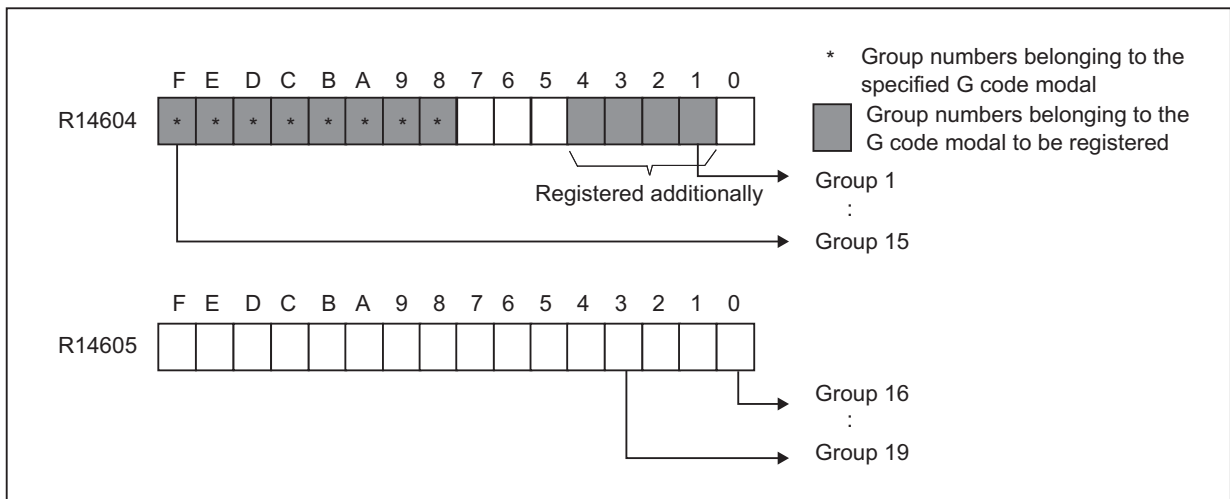 * Group numbers belonging to the
specified G code modal
Group numbers belonging to the
G code modal to be registered
F E D C B A 9 8 7 6 5 4 3 2 1 0
R14604 * * * * * * * *
Registered additionally
Group 1
:
Group 15
F E D C B A 9 8 7 6 5 4 3 2 1 0
R14605
Group 16
:
Group 19